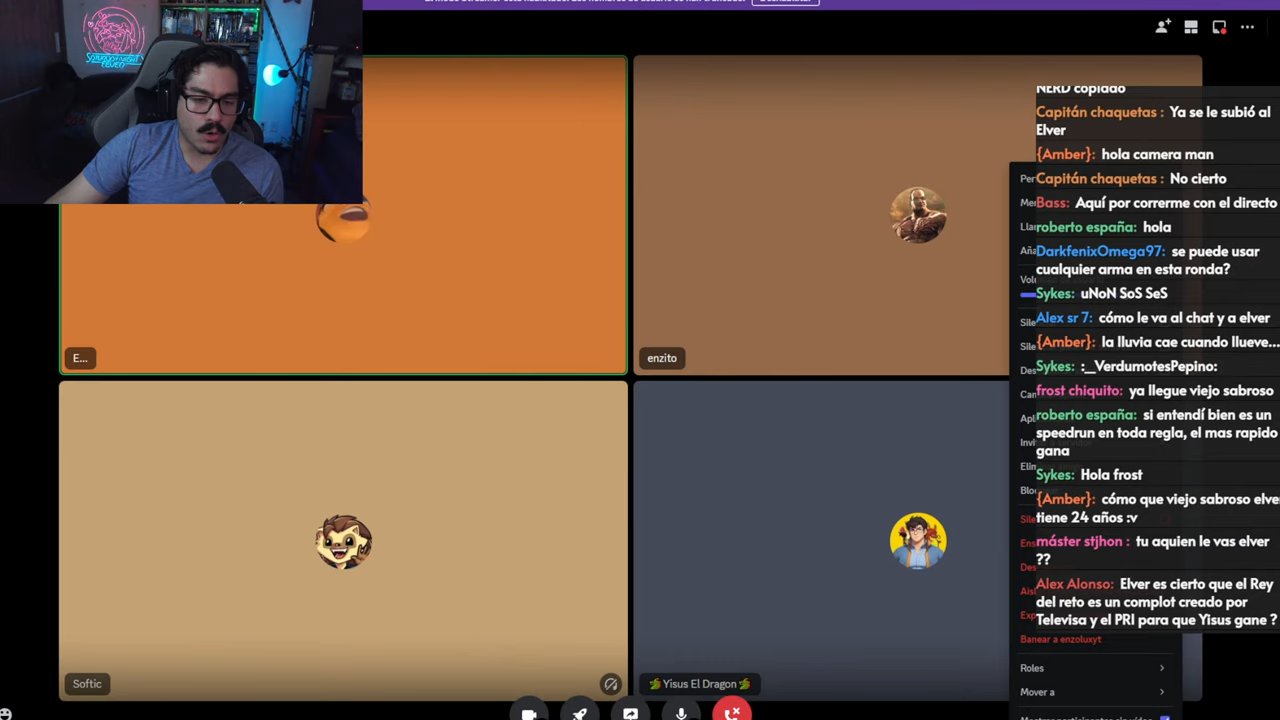 SATURDAY NIGHT
FEVER
NERD copiado
Capitán chaquetas : Ya se le subió al
Elver
{Amber}: hola camera man
Capitán chaquetas : No cierto
Bass: Aquí por correrme con el directo
roberto españa: hola
DarkfenixOmega97: se puede usar
cualquier arma en esta ronda?
Sykes: uNoN SoS SeS
Alex sr 7: cómo le va al chat y a elver
{Amber}: la lluvia cae cuando llueve...
Sykes: :__VerdumotesPepino:
frost chiquito: ya llegue viejo sabroso
roberto españa: si entendí bien es un
speedrun en toda regla, el mas rapido
gana
Sykes: Hola frost
{Amber}: cómo que viejo sabroso elve
tiene 24 años :v
máster stjhon : tu aquien le vas elver
??
Alex Alonso: Elver es cierto que el Rey
del reto es un complot creado por
Televisa y el PRI para que Yisus gane ?
Banear a enzoluxyt
Roles
Mover a
E...
enzito
Softic
Yisus El Dragon